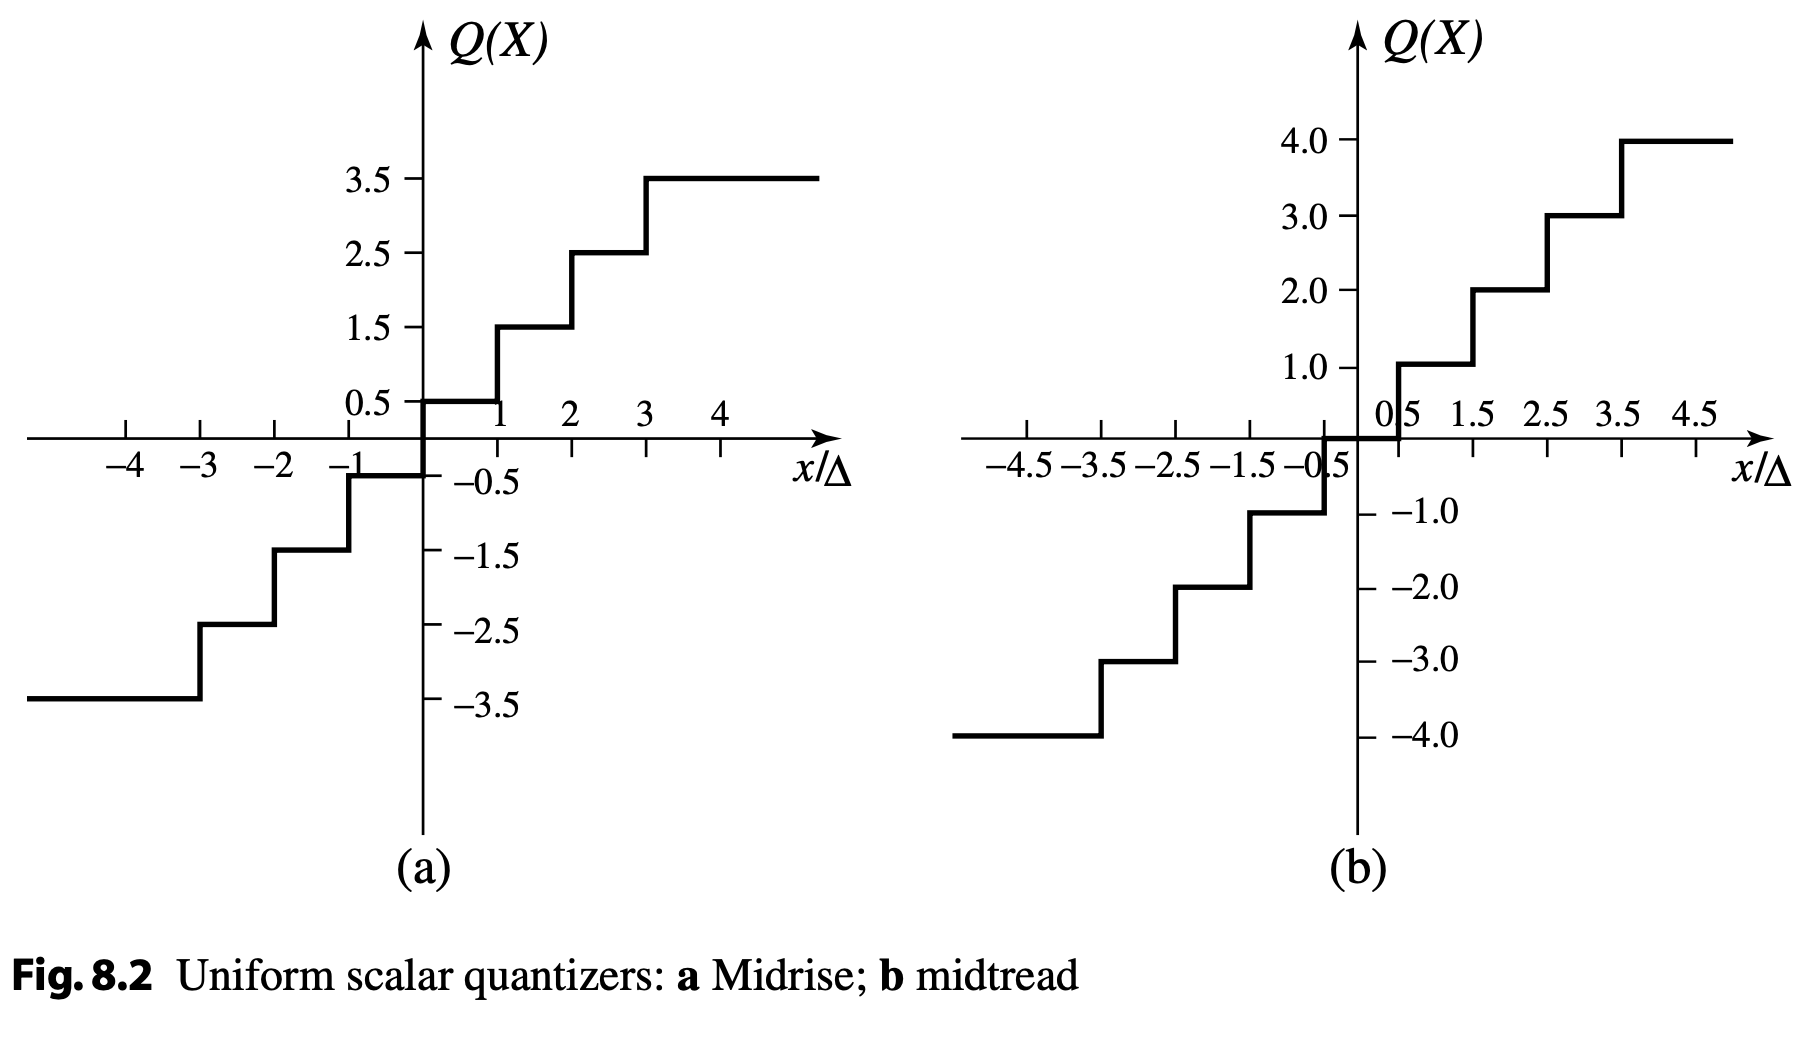 Q(X)
3.5
2.5
1.5
0.5
1 2 3 4
−4 −3 −2 −1
x/Δ
−0.5
−1.5
−2.5
−3.5
(a)
Q(X)
4.0
3.0
2.0
1.0
0.5 1.5 2.5 3.5 4.5
−4.5 −3.5 −2.5 −1.5 −0.5
x/Δ
−1.0
−2.0
−3.0
−4.0
(b)
Fig. 8.2 Uniform scalar quantizers: a Midrise; b midtread